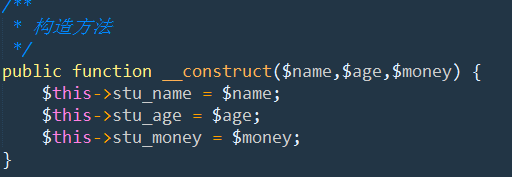 /**
 * 构造方法
 */
public function __construct($name,$age,$money) {
    $this->stu_name = $name;
    $this->stu_age = $age;
    $this->stu_money = $money;
}